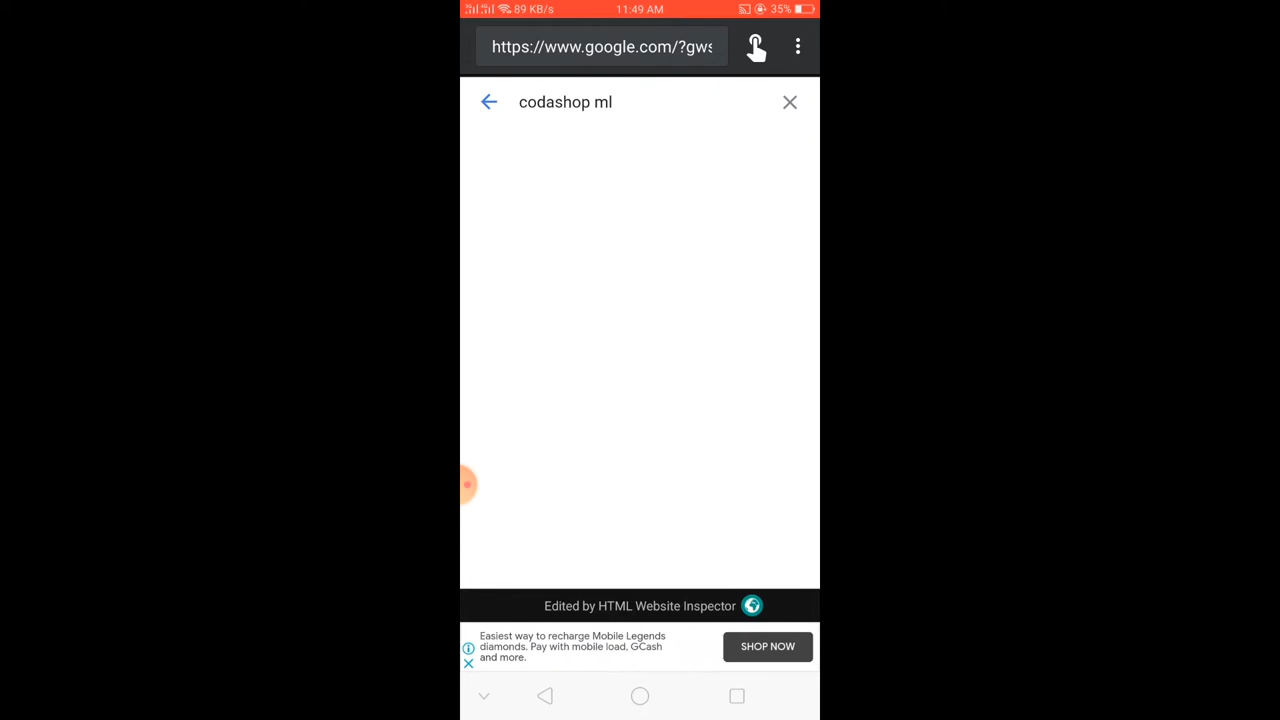 89 KB/s
11:49 AM
35%
https://www.google.com/?gws
codashop ml
Edited by HTML Website Inspector
Easiest way to recharge Mobile Legends
diamonds. Pay with mobile load, GCash
and more.
SHOP NOW